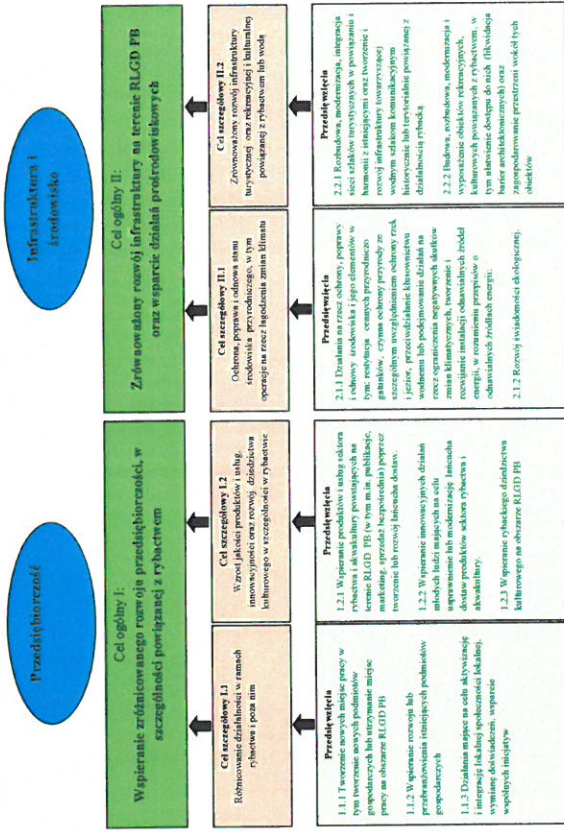 Przedsiębiorczość
Cel ogólny I:
Wspieranie zróżnicowanego rozwoju przedsiębiorczości, w
szczególności powiązanej z rybactwem
Cel szczegółowy I.1
Różnicowanie działalności w ramach
rybactwa i poza nim
Przedsięwzięcia
1.1.1 Tworzenie nowych miejsc pracy w
tym tworzenie nowych podmiotów
gospodarczych lub utrzymanie miejsc
pracy na obszarze RLGD PB
1.1.2 Wspieranie rozwoju lub
przebranżowienia istniejących podmiotów
gospodarczych
1.1.3 Działania mające na celu aktywizację
i integrację lokalnej społeczności lokalnej,
wymianę doświadczeń, wsparcie
wspólnych inicjatyw
Cel szczegółowy I.2
Wzrost jakości produktów i usług,
innowacyjności oraz rozwój dziedzictwa
kulturowego w szczególności w rybactwie
Przedsięwzięcia
1.2.1 Wspieranie produktów i usług sektora
rybactwa i akwakultury powstających na
terenie RLGD PB (w tym m.in. publikacje,
marketing, sprzedaż bezpośrednia) poprzez
tworzenie lub rozwój łańcucha dostaw.
1.2.2 Wspieranie innowacyjnych działań
młodych ludzi mających na celu
usprawnienie lub modernizację łańcucha
dostaw produktów sektora rybactwa i
akwakultury.
1.2.3 Wspieranie rybackiego dziedzictwa
kulturowego na obszarze RLGD PB
Infrastruktura i
środowisko
Cel ogólny II:
Zrównoważony rozwój infrastruktury na terenie RLGD PB
oraz wsparcie działań prośrodowiskowych
Cel szczegółowy II.1
Ochrona, poprawa i odnowa stanu
środowiska przyrodniczego, w tym
operacje na rzecz łagodzenia zmian klimatu
Przedsięwzięcia
2.1.1 Działania na rzecz ochrony, poprawy
i odnowy środowiska i jego elementów w
tym: restytucja cennych przyrodniczo
gatunków, czynna ochrony przyrody ze
szczególnym uwzględnieniem ochrony rzek
i jezior, przeciwdziałanie kłusownictwu
wodnemu lub podejmowanie działań na
rzecz ograniczenia negatywnych skutków
zmian klimatycznych, tworzenie i
rozwijanie instalacji odnawialnych źródeł
energii, w rozumieniu przepisów o
odnawialnych źródłach energii;
2.1.2 Rozwój świadomości ekologicznej.
Cel szczegółowy II.2
Zrównoważony rozwój infrastruktury
turystycznej oraz rekreacyjnej i kulturalnej
powiązanej z rybactwem lub wodą
Przedsięwzięcia
2.2.1 Rozbudowa, modernizacja, integracja
sieci szlaków turystycznych w powiązaniu i
harmonii z istniejącymi oraz tworzenie i
rozwój infrastruktury towarzyszącej
wodnym szlakom komunikacyjnym
historycznie lub terytorialnie powiązanej z
działalnością rybacką
2.2.2 Budowa, rozbudowa, modernizacja i
wyposażenie obiektów rekreacyjnych,
kulturowych powiązanych z rybactwem, w
tym ułatwienie dostępu do nich (likwidacja
barier architektonicznych) oraz
zagospodarowanie przestrzeni wokół tych
obiektów